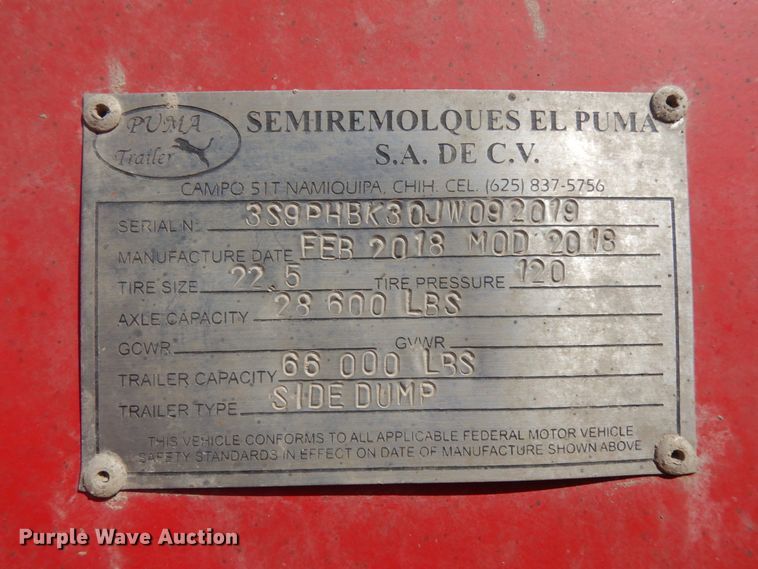 PUMA
Trailer
SEMIREMOLQUES EL PUMA
S.A. DE C.V.
CAMPO 51T NAMIQUIPA, CHIH. CEL. (625) 837-5756
SERIAL N. 3S9PHBK30JW092019
MANUFACTURE DATE FEB 2018 MOD 2018
TIRE SIZE 22.5 TIRE PRESSURE 120
AXLE CAPACITY 28 600 LBS
GCWR GVWR
TRAILER CAPACITY 66 000 LBS
TRAILER TYPE SIDE DUMP
THIS VEHICLE CONFORMS TO ALL APPLICABLE FEDERAL MOTOR VEHICLE
SAFETY STANDARDS IN EFFECT ON DATE OF MANUFACTURE SHOWN ABOVE
Purple Wave Auction